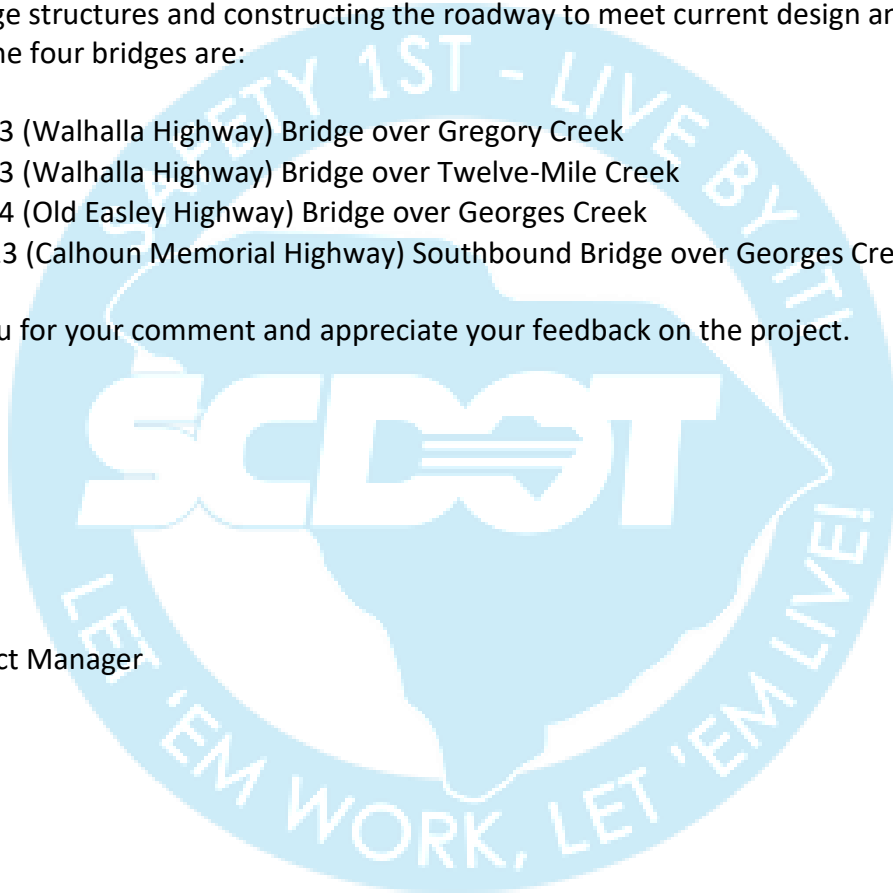 ge structures and constructing the roadway to meet current design an
ne four bridges are:
3 (Walhalla Highway) Bridge over Gregory Creek
3 (Walhalla Highway) Bridge over Twelve-Mile Creek
4 (Old Easley Highway) Bridge over Georges Creek
23 (Calhoun Memorial Highway) Southbound Bridge over Georges Cre
u for your comment and appreciate your feedback on the project.
SAFETY 1ST - LIVE BY IT!
SCDOT
LET 'EM WORK, LET 'EM LIVE!
ct Manager